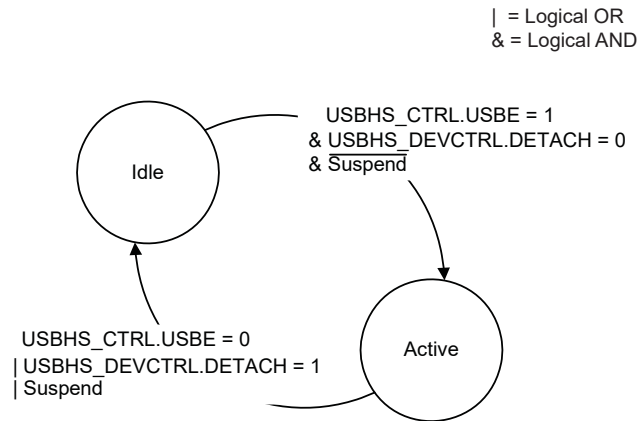 | = Logical OR
& = Logical AND
USBHS_CTRL.USBE = 1
& USBHS_DEVCTRL.DETACH = 0
& Suspend
Idle
USBHS_CTRL.USBE = 0
| USBHS_DEVCTRL.DETACH = 1
| Suspend
Active